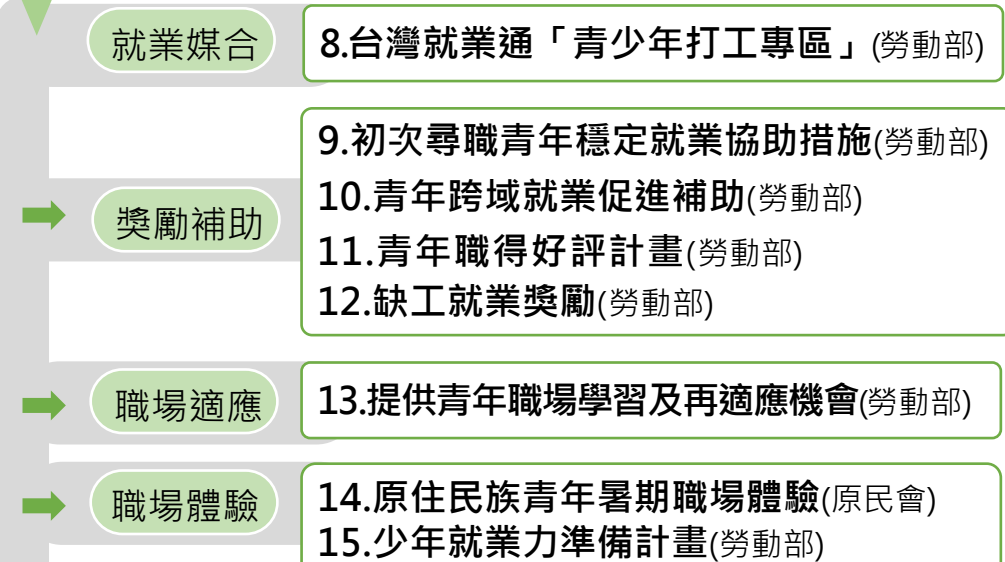 就業媒合
8.台灣就業通「青少年打工專區」(勞動部)
獎勵補助
9.初次尋職青年穩定就業協助措施(勞動部)
10.青年跨域就業促進補助(勞動部)
11.青年職得好評計畫(勞動部)
12.缺工就業獎勵(勞動部)
職場適應
13.提供青年職場學習及再適應機會(勞動部)
職場體驗
14.原住民族青年暑期職場體驗(原民會)
15.少年就業力準備計畫(勞動部)